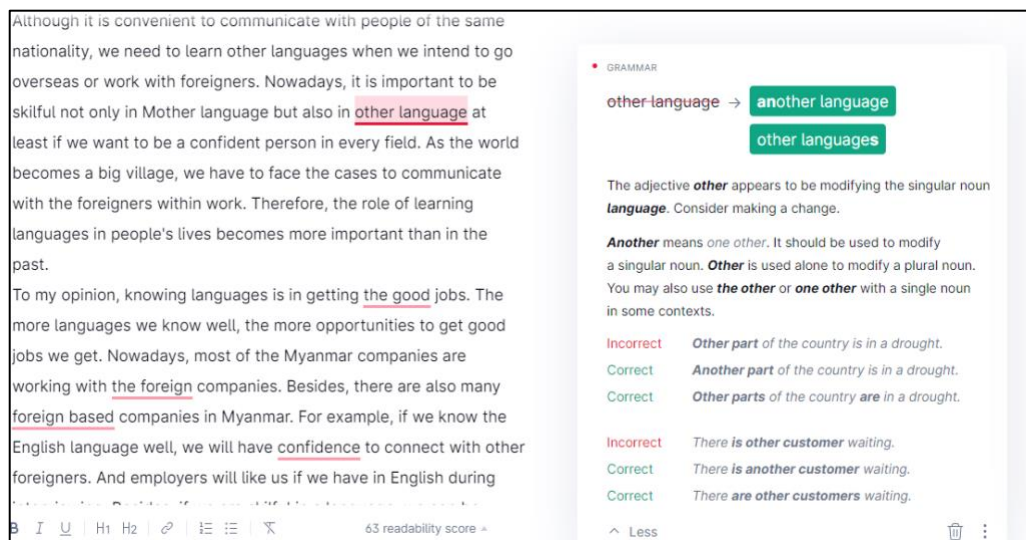 Although it is convenient to communicate with people of the same
nationality, we need to learn other languages when we intend to go
overseas or work with foreigners. Nowadays, it is important to be
skilful not only in Mother language but also in other language at
least if we want to be a confident person in every field. As the world
becomes a big village, we have to face the cases to communicate
with the foreigners within work. Therefore, the role of learning
languages in people's lives becomes more important than in the
past.
To my opinion, knowing languages is in getting the good jobs. The
more languages we know well, the more opportunities to get good
jobs we get. Nowadays, most of the Myanmar companies are
working with the foreign companies. Besides, there are also many
foreign based companies in Myanmar. For example, if we know the
English language well, we will have confidence to connect with other
foreigners. And employers will like us if we have in English during
B I U H1 H2 63 readability score
GRAMMAR
other language → another language
other languages
The adjective other appears to be modifying the singular noun
language. Consider making a change.
Another means one other. It should be used to modify
a singular noun. Other is used alone to modify a plural noun.
You may also use the other or one other with a single noun
in some contexts.
Incorrect Other part of the country is in a drought.
Correct Another part of the country is in a drought.
Correct Other parts of the country are in a drought.
Incorrect There is other customer waiting.
Correct There is another customer waiting.
Correct There are other customers waiting.
Less